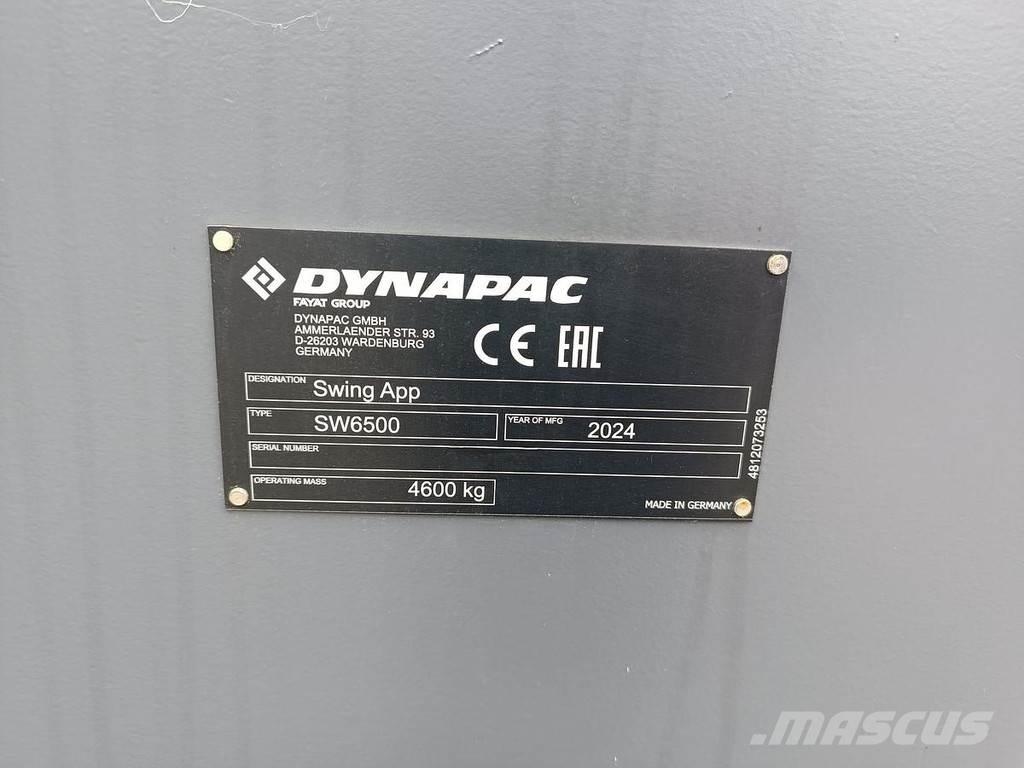 DYNAPAC
FAYAT GROUP
DYNAPAC GMBH
AMMERLAENDER STR. 93
D-26203 WARDENBURG
GERMANY
CE EAC
DESIGNATION Swing App
TYPE SW6500 YEAR OF MFG 2024
SERIAL NUMBER
OPERATING MASS 4600 kg
MADE IN GERMANY
4812073253
.MASCUS